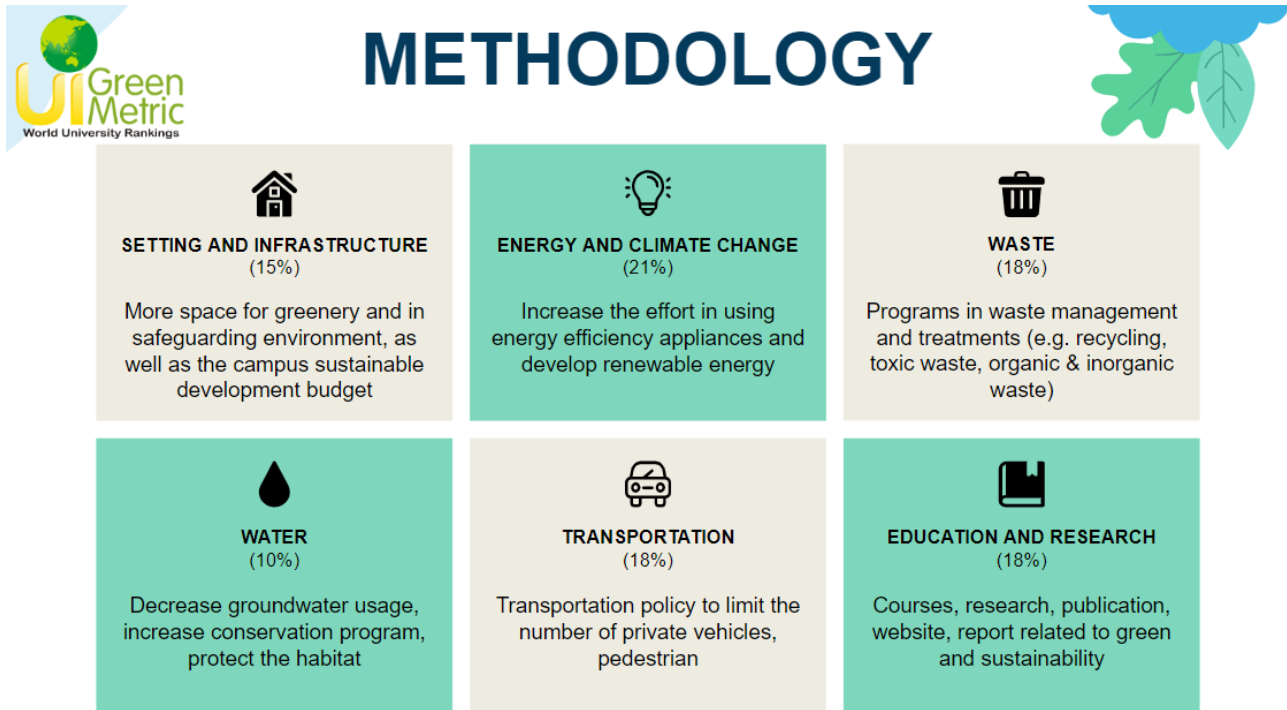 UI
Green
Metric
World University Rankings
METHODOLOGY
SETTING AND INFRASTRUCTURE
(15%)
More space for greenery and in
safeguarding environment, as
well as the campus sustainable
development budget
ENERGY AND CLIMATE CHANGE
(21%)
Increase the effort in using
energy efficiency appliances and
develop renewable energy
WASTE
(18%)
Programs in waste management
and treatments (e.g. recycling,
toxic waste, organic & inorganic
waste)
WATER
(10%)
Decrease groundwater usage,
increase conservation program,
protect the habitat
TRANSPORTATION
(18%)
Transportation policy to limit the
number of private vehicles,
pedestrian
EDUCATION AND RESEARCH
(18%)
Courses, research, publication,
website, report related to green
and sustainability